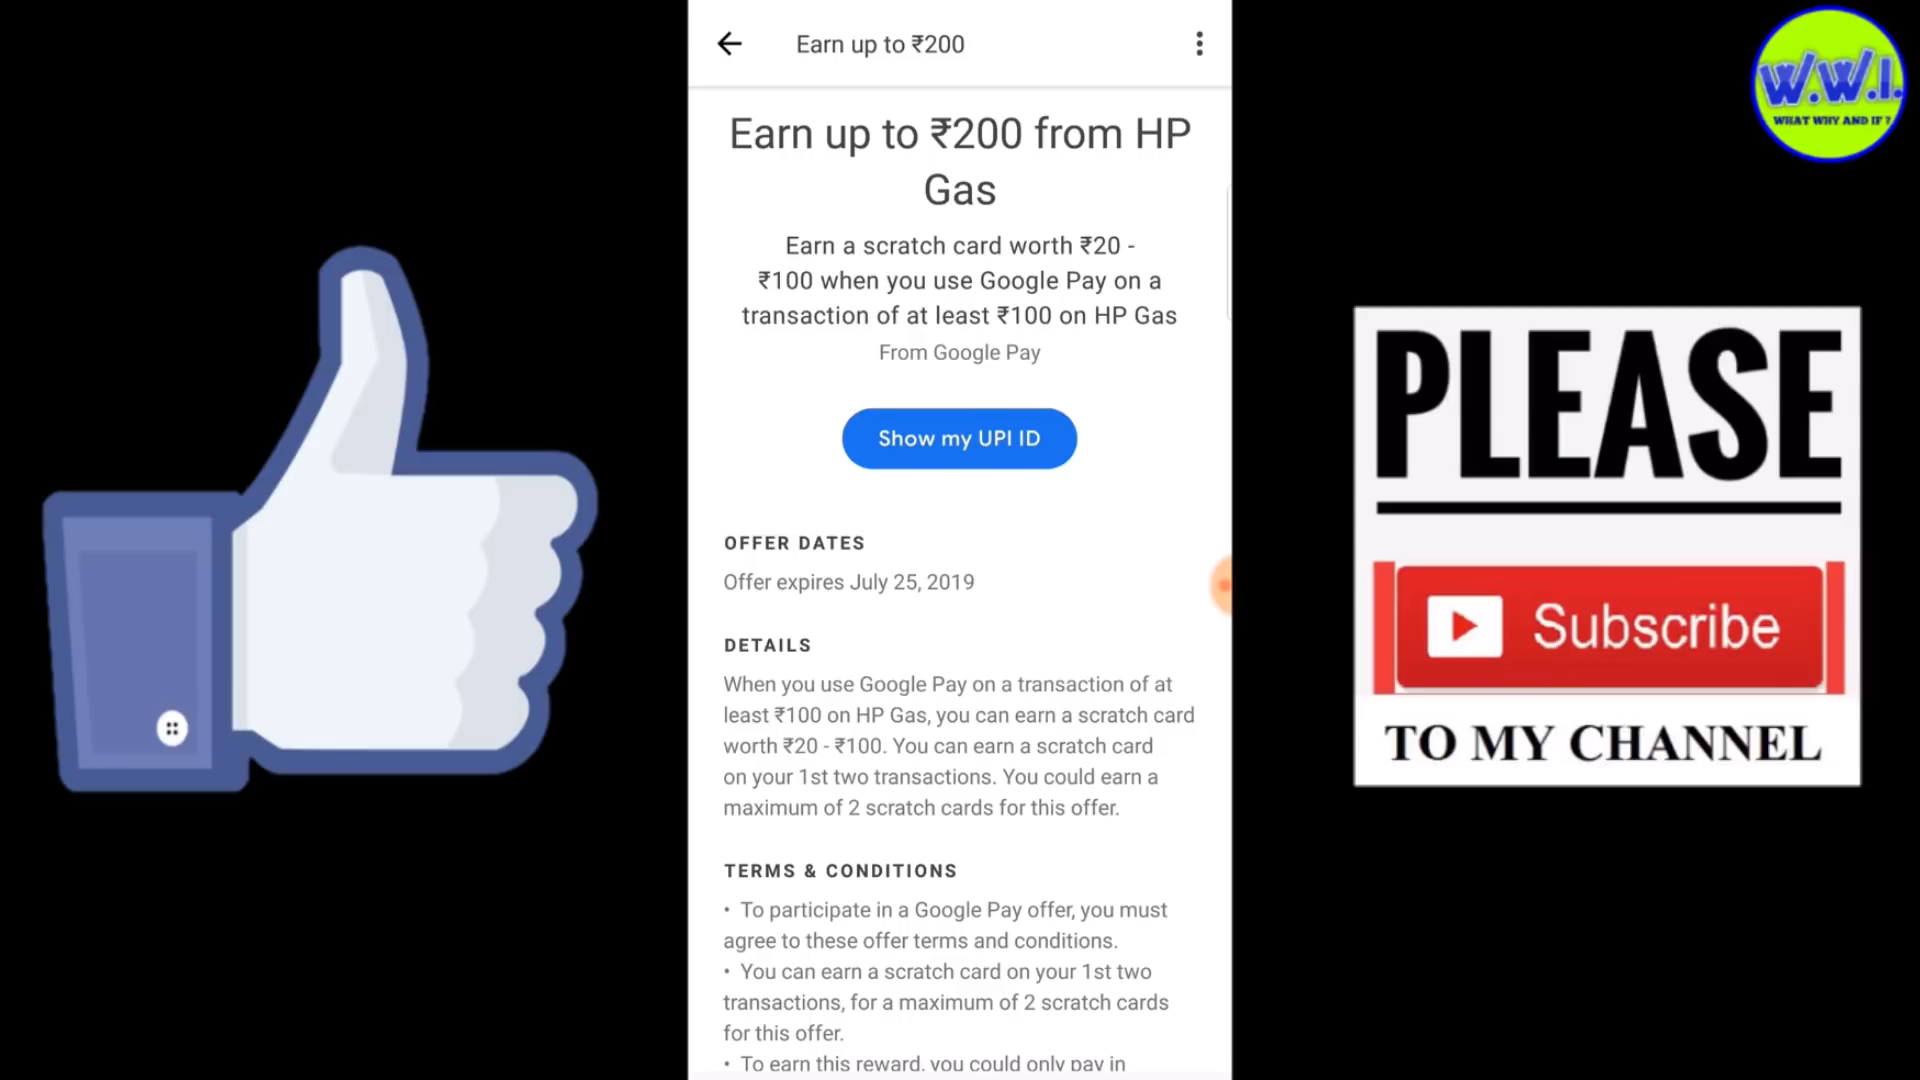 Earn up to ₹200
Earn up to ₹200 from HP
Gas
Earn a scratch card worth ₹20 -
₹100 when you use Google Pay on a
transaction of at least ₹100 on HP Gas
From Google Pay
Show my UPI ID
OFFER DATES
Offer expires July 25, 2019
DETAILS
When you use Google Pay on a transaction of at
least ₹100 on HP Gas, you can earn a scratch card
worth ₹20 - ₹100. You can earn a scratch card
on your 1st two transactions. You could earn a
maximum of 2 scratch cards for this offer.
TERMS & CONDITIONS
• To participate in a Google Pay offer, you must
agree to these offer terms and conditions.
• You can earn a scratch card on your 1st two
transactions, for a maximum of 2 scratch cards
for this offer.
• To earn this reward, you could only pay in
W.W.I.
WHAT WHY AND IF ?
PLEASE
Subscribe
TO MY CHANNEL